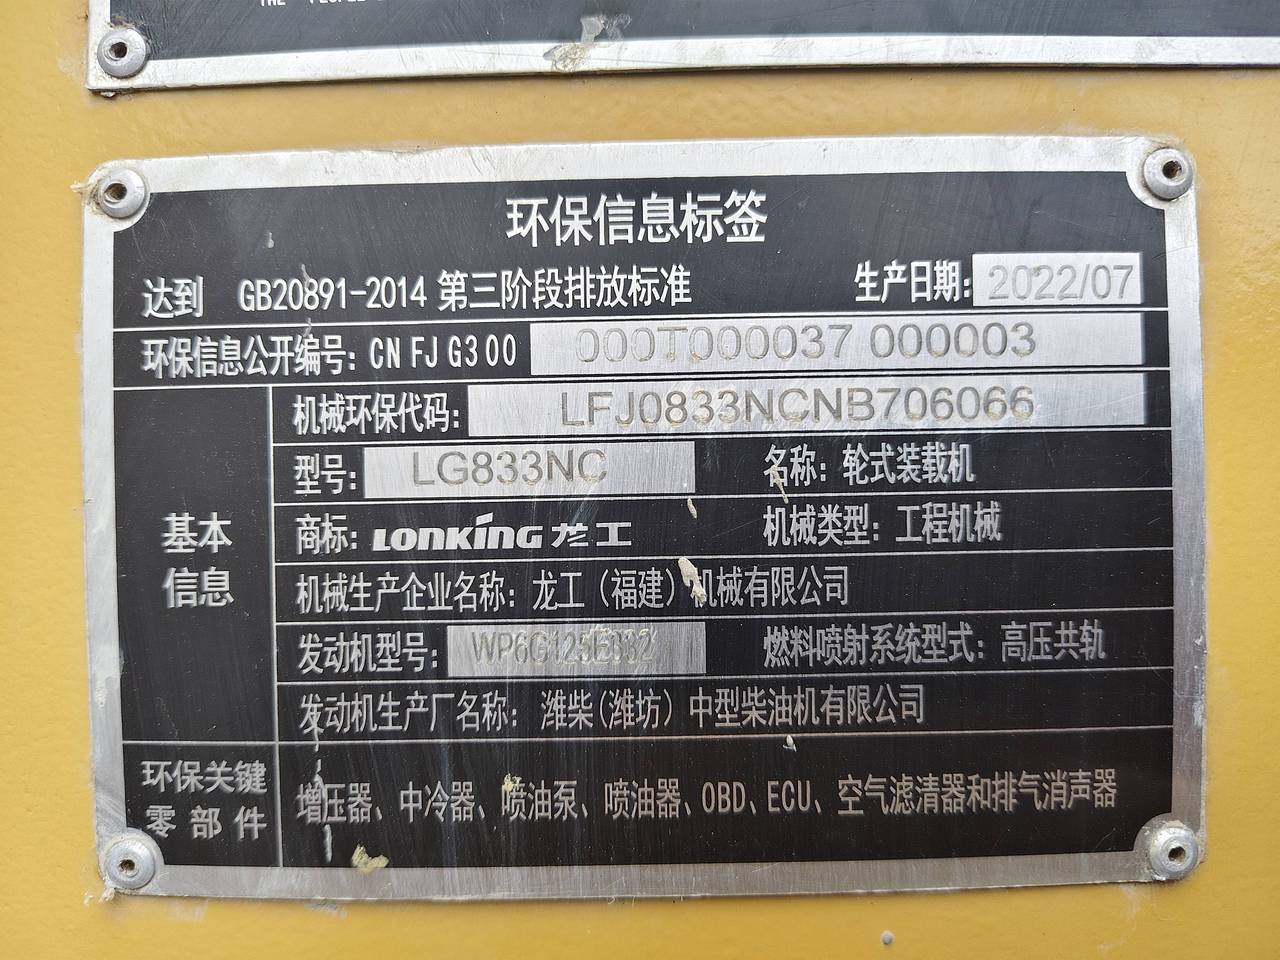 环保信息标签
达到 GB20891-2014 第三阶段排放标准 生产日期: 2022/07
环保信息公开编号: CN FJ G300 000T000037 000003
机械环保代码: LFJ0833NCNB706066
型号: LG833NC 名称: 轮式装载机
商标: LONKING 龙工 机械类型: 工程机械
基本信息
机械生产企业名称: 龙工（福建）机械有限公司
发动机型号: WP6G125E332 燃料喷射系统型式: 高压共轨
发动机生产厂名称: 潍柴(潍坊)中型柴油机有限公司
环保关键零部件
增压器、中冷器、喷油泵、喷油器、OBD、ECU、空气滤清器和排气消声器